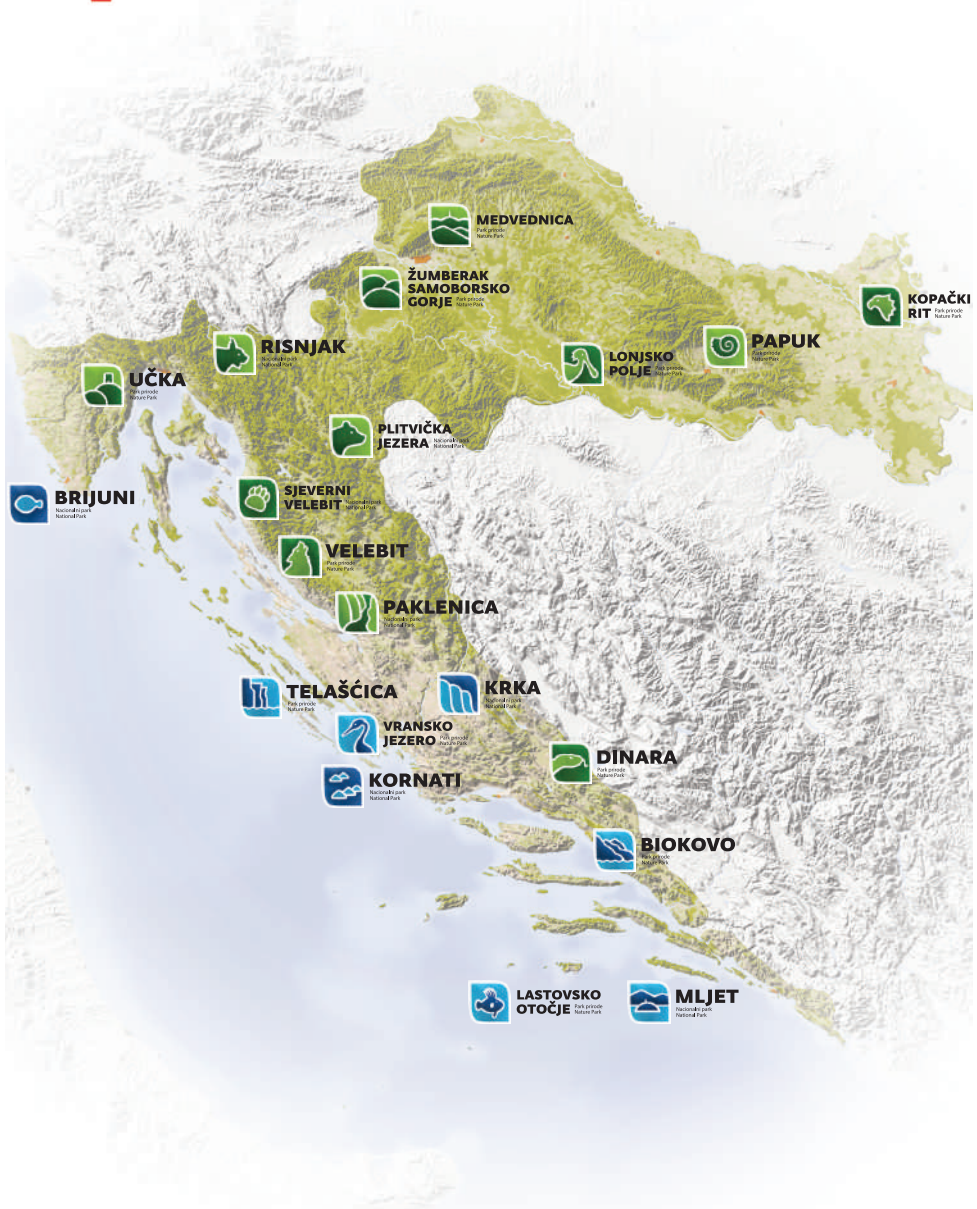 MEDVEDNICA
Park prirode
Nature Park
ŽUMBERAK
SAMOBORSKO
GORJE Park prirode
Nature Park
KOPAČKI
RIT Park prirode
Nature Park
RISNJAK
Nacionalni park
National Park
PAPUK
Park prirode
Nature Park
LONJSKO
POLJE Park prirode
Nature Park
UČKA
Park prirode
Nature Park
PLITVIČKA
JEZERA Nacionalni park
National Park
BRIJUNI
Nacionalni park
National Park
SJEVERNI
VELEBIT Nacionalni park
National Park
VELEBIT
Park prirode
Nature Park
PAKLENICA
Nacionalni park
National Park
TELAŠĆICA
Park prirode
Nature Park
KRKA
Nacionalni park
National Park
VRANSKO
JEZERO Park prirode
Nature Park
DINARA
Park prirode
Nature Park
KORNATI
Nacionalni park
National Park
BIOKOVO
Park prirode
Nature Park
LASTOVSKO
OTOČJE Park prirode
Nature Park
MLJET
Nacionalni park
National Park